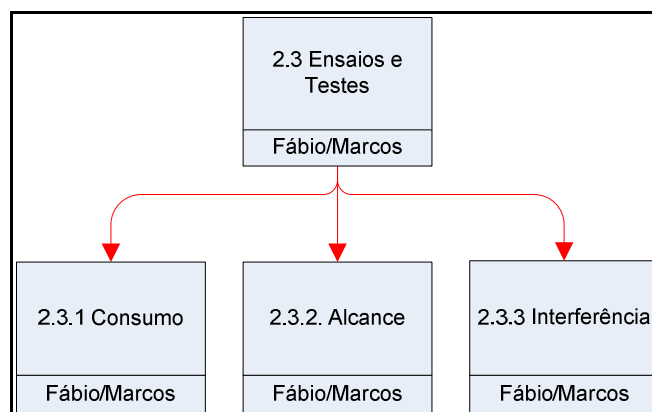 2.3 Ensaios e
Testes
Fábio/Marcos
2.3.1 Consumo
Fábio/Marcos
2.3.2. Alcance
Fábio/Marcos
2.3.3 Interferência
Fábio/Marcos